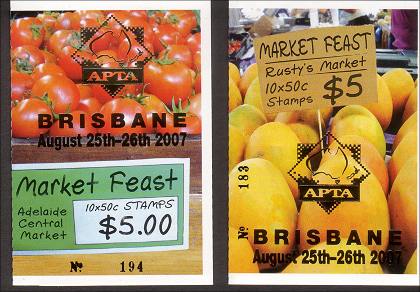 APTA
BRISBANE
August 25th-26th 2007
Market Feast
Adelaide
Central
Market
10x50c STAMPS
$5.00
No. 194
MARKET FEAST
Rusty's Market
10x50c
Stamps
$5
APTA
No. 183
BRISBANE
August 25th-26th 2007